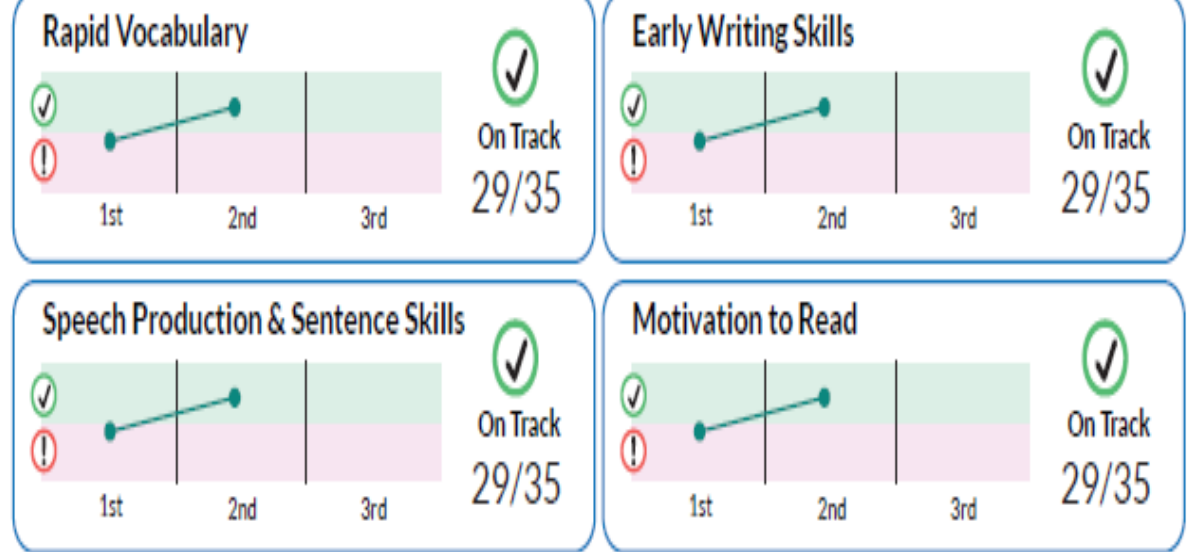 Rapid Vocabulary
On Track
29/35
1st 2nd 3rd
Early Writing Skills
On Track
29/35
1st 2nd 3rd
Speech Production & Sentence Skills
On Track
29/35
1st 2nd 3rd
Motivation to Read
On Track
29/35
1st 2nd 3rd